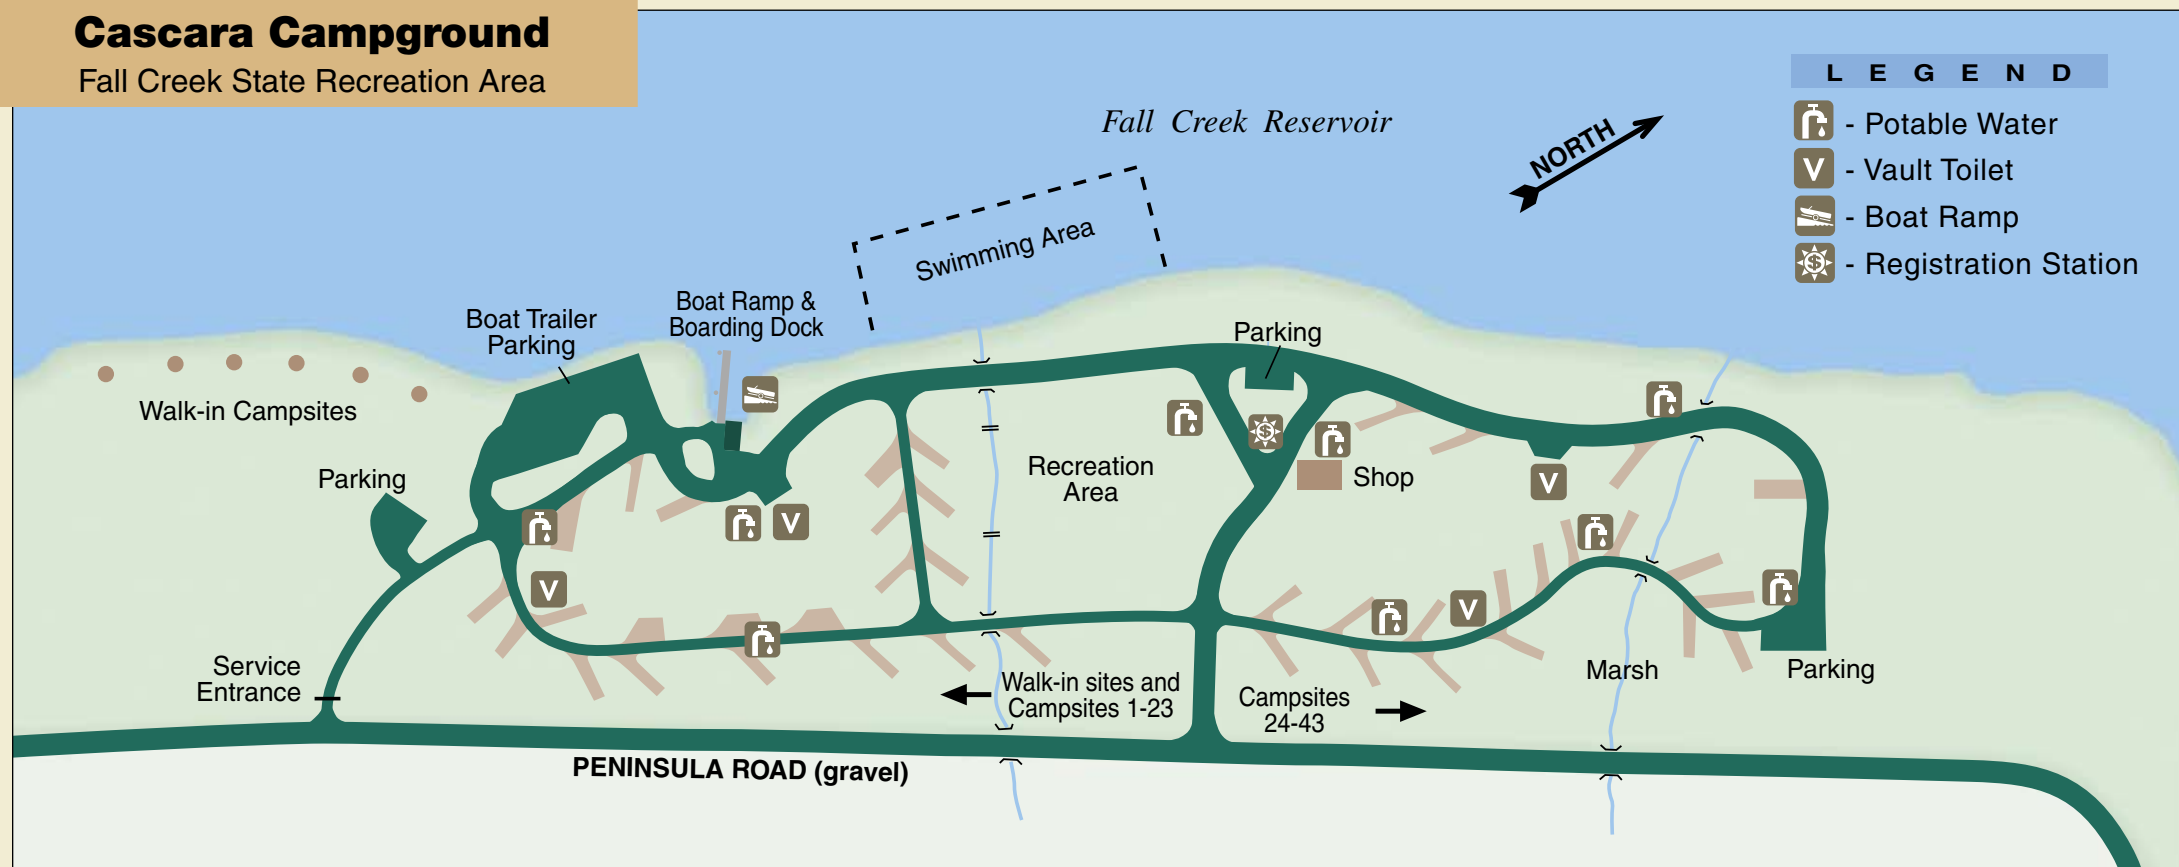 Cascara Campground
Fall Creek State Recreation Area
Fall Creek Reservoir
NORTH
LEGEND
- Potable Water
V - Vault Toilet
- Boat Ramp
$ - Registration Station
Swimming Area
Boat Ramp &
Boarding Dock
Boat Trailer
Parking
Parking
Walk-in Campsites
Parking
Recreation
Area
$
Shop
V
V
V
V
Service
Entrance
Walk-in sites and
Campsites 1-23
Campsites
24-43
Marsh
Parking
PENINSULA ROAD (gravel)